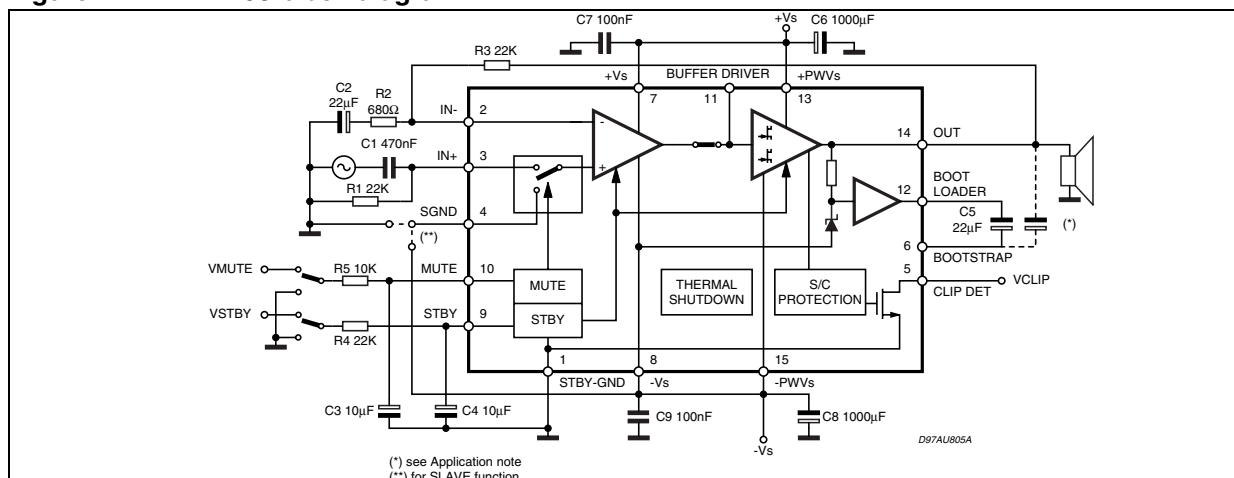 C7 100nF
+Vs
C6 1000µF
R3 22K
+Vs
BUFFER DRIVER
+PWVs
7
11
13
C2
22µF
R2
680Ω
IN-
2
-
14
OUT
C1 470nF
IN+
3
+
R1 22K
12
BOOT
LOADER
SGND
4
(**)
C5
22µF
(*)
6
BOOTSTRAP
VMUTE
R5 10K
MUTE
10
MUTE
THERMAL
SHUTDOWN
S/C
PROTECTION
5
VCLIP
CLIP DET
VSTBY
STBY
9
STBY
R4 22K
1
8
15
STBY-GND
-Vs
-PWVs
C3 10µF
C4 10µF
C9 100nF
C8 1000µF
-Vs
D97AU805A
(*) see Application note
(**) for SLAVE function